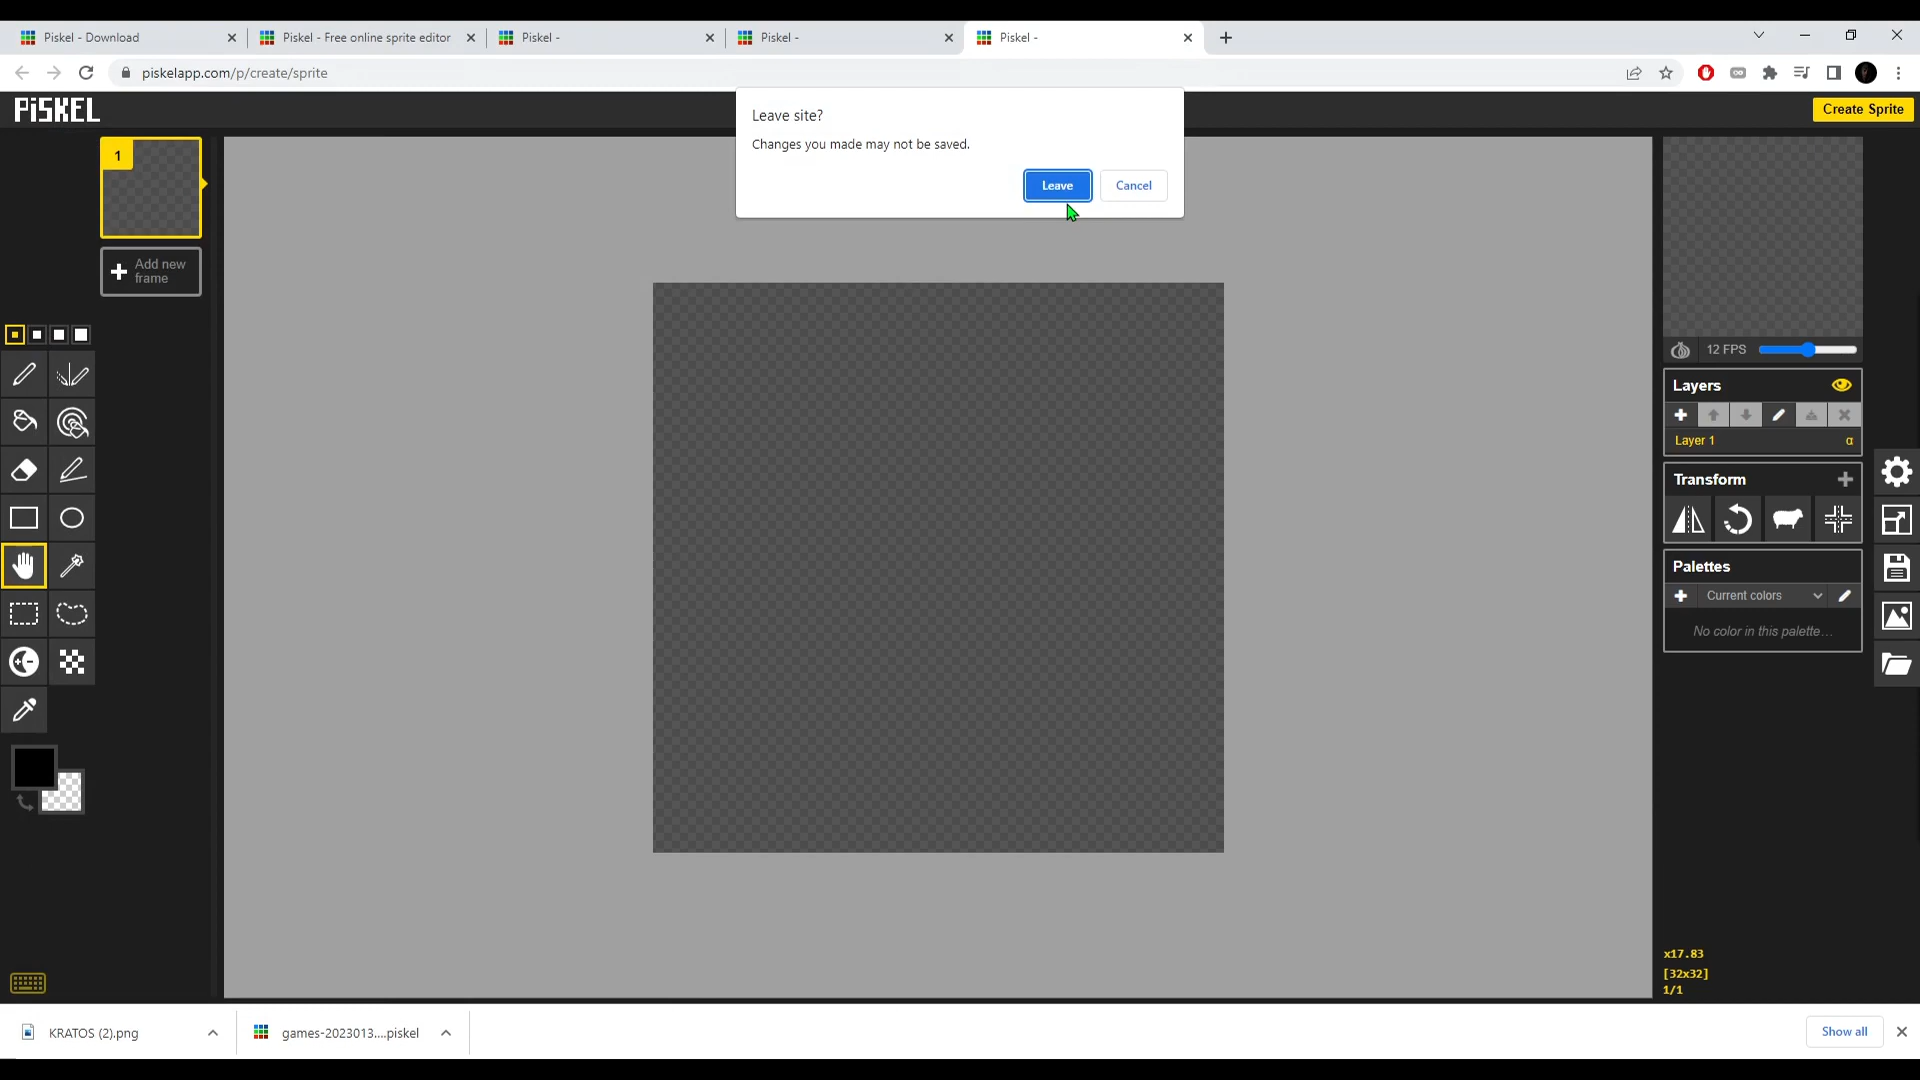 Piskel - Download
Piskel - Free online sprite editor
Piskel -
Piskel -
Piskel -
piskelapp.com/p/create/sprite
PiSKEL
Create Sprite
Leave site?
Changes you made may not be saved.
Leave
Cancel
1
Add new
frame
12 FPS
Layers
Layer 1
α
Transform
Palettes
Current colors
No color in this palette...
x17.83
[32x32]
1/1
KRATOS (2).png
games-2023013....piskel
Show all